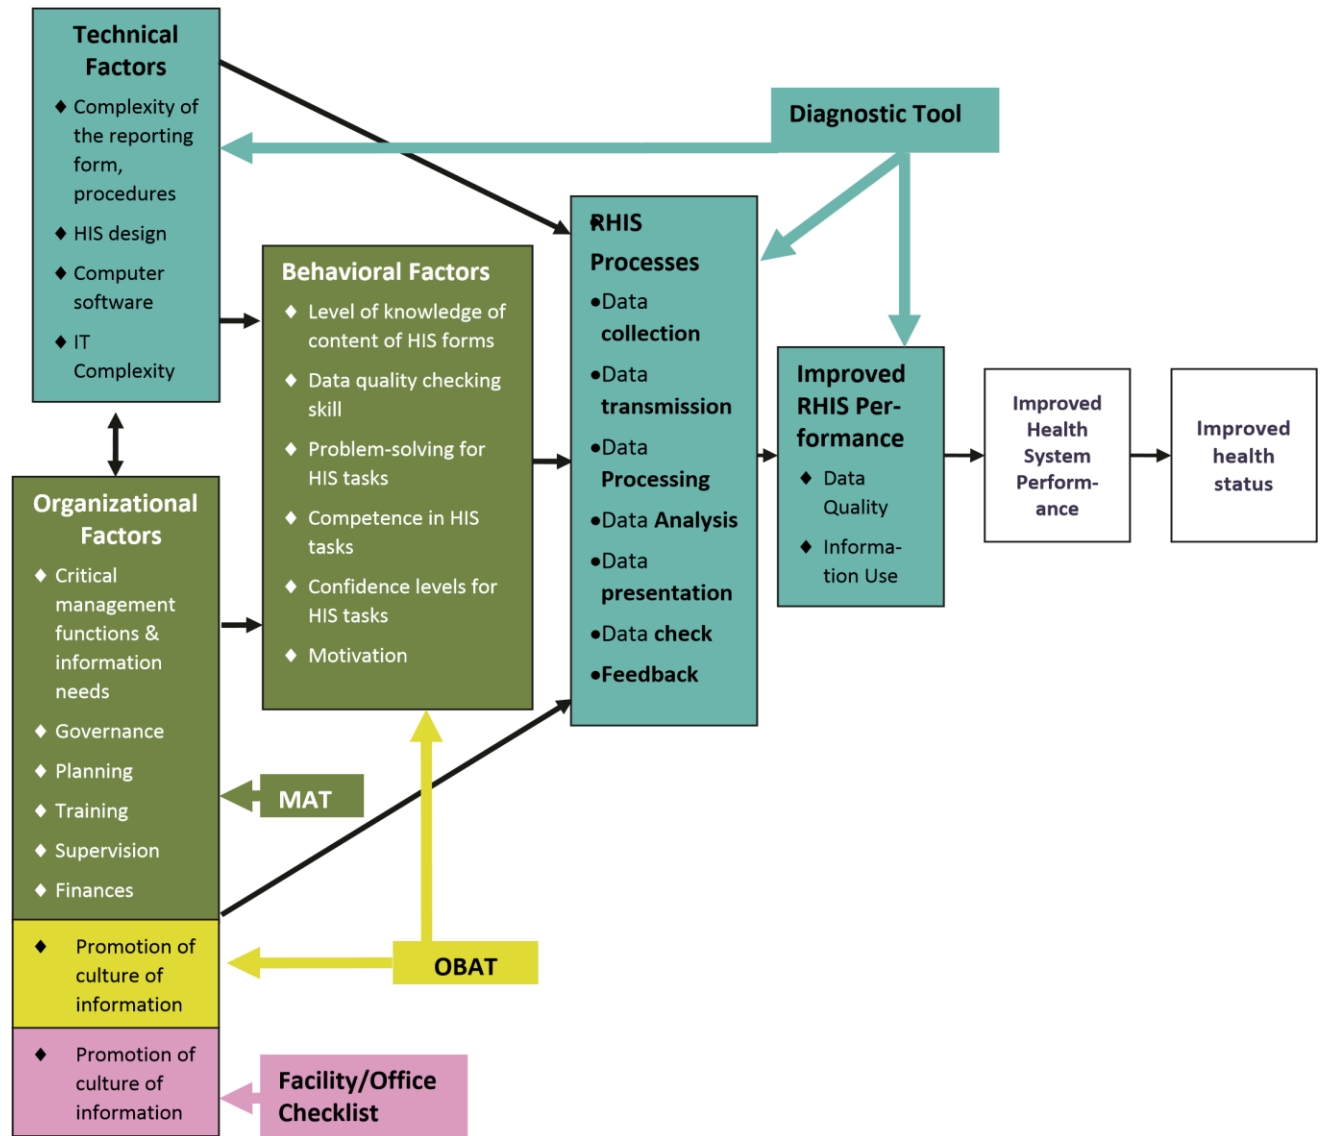 Technical
Factors
♦ Complexity of
the reporting
form,
procedures
♦ HIS design
♦ Computer
software
♦ IT
Complexity
Diagnostic Tool
Behavioral Factors
♦ Level of knowledge of
content of HIS forms
♦ Data quality checking
skill
♦ Problem-solving for
HIS tasks
♦ Competence in HIS
tasks
♦ Confidence levels for
HIS tasks
♦ Motivation
•RHIS
Processes
•Data
collection
•Data
transmission
•Data
Processing
•Data Analysis
•Data
presentation
•Data check
•Feedback
Improved
RHIS Per-
formance
♦ Data
Quality
♦ Informa-
tion Use
Improved
Health
System
Perform-
ance
Improved
health
status
Organizational
Factors
♦ Critical
management
functions &
information
needs
♦ Governance
♦ Planning
♦ Training
♦ Supervision
♦ Finances
♦ Promotion of
culture of
information
♦ Promotion of
culture of
information
MAT
OBAT
Facility/Office
Checklist